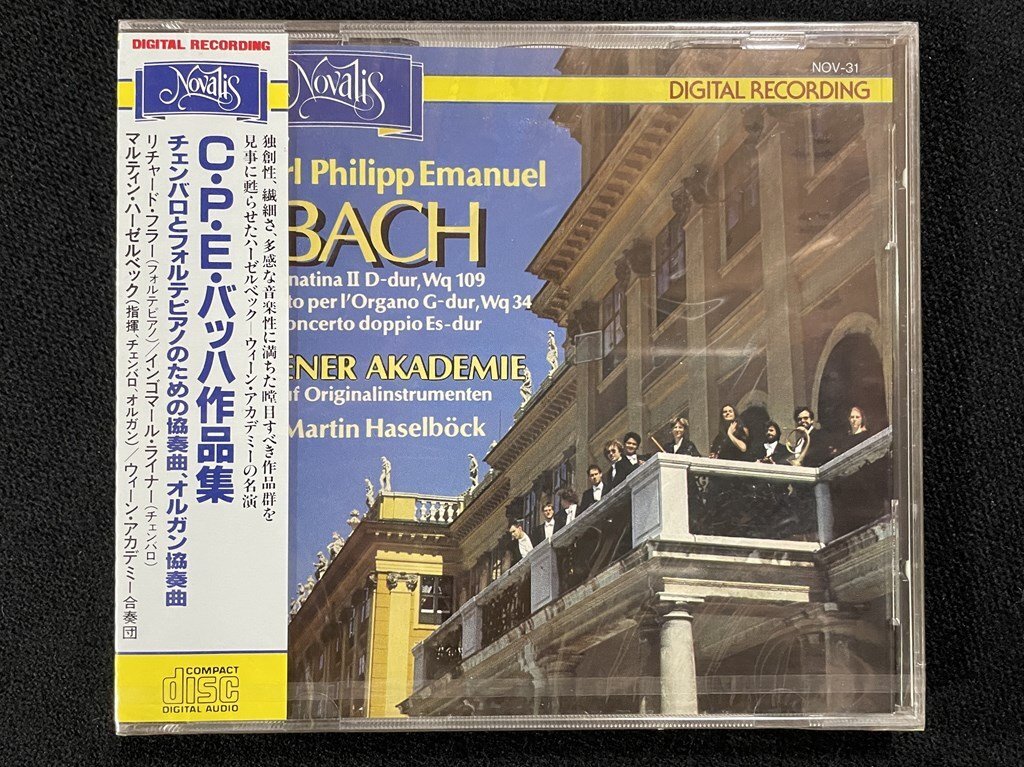 DIGITAL RECORDING
Novalis
独創性、繊細さ、多感な音楽性に満ちた瞠目すべき作品群を
見事に甦らせたハーゼルベック―ウィーン・アカデミーの名演
C・P・E・バッハ作品集
チェンバロとフォルテピアノのための協奏曲、オルガン協奏曲
リチャード・フラー(フォルテピアノ)/インゴマール・ライナー(チェンバロ)
マルティン・ハーゼルベック(指揮、チェンバロ、オルガン)/ウィーン・アカデミー合奏団
COMPACT
disc
DIGITAL AUDIO
NOV-31
Novalis
DIGITAL RECORDING
rl Philipp Emanuel
BACH
natina II D-dur, Wq 109
to per l'Organo G-dur, Wq 34
oncerto doppio Es-dur
ENER AKADEMIE
uf Originalinstrumenten
Martin Haselböck